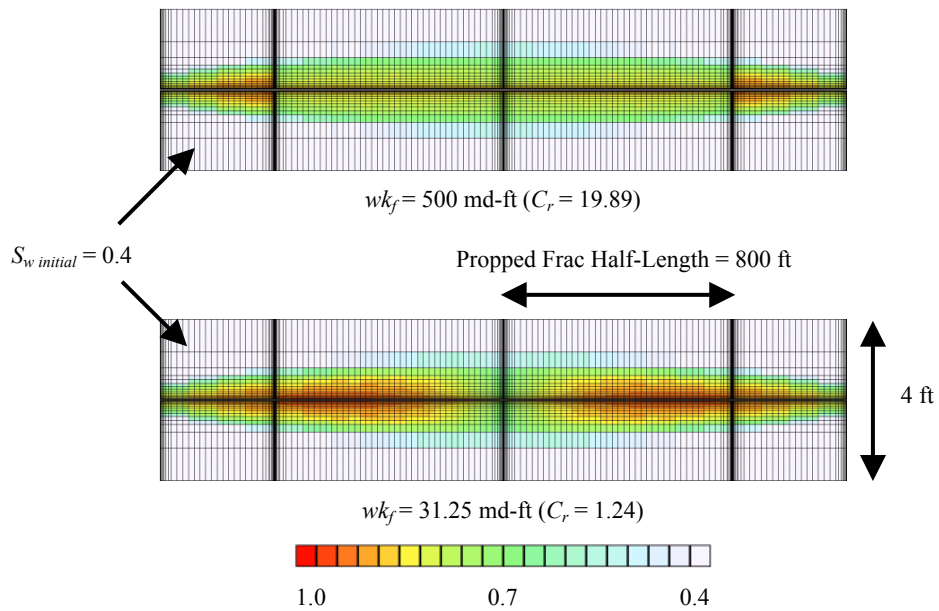 wk_f = 500 md-ft (C_r = 19.89)
S_w initial = 0.4
Propped Frac Half-Length = 800 ft
4 ft
wk_f = 31.25 md-ft (C_r = 1.24)
1.0 0.7 0.4